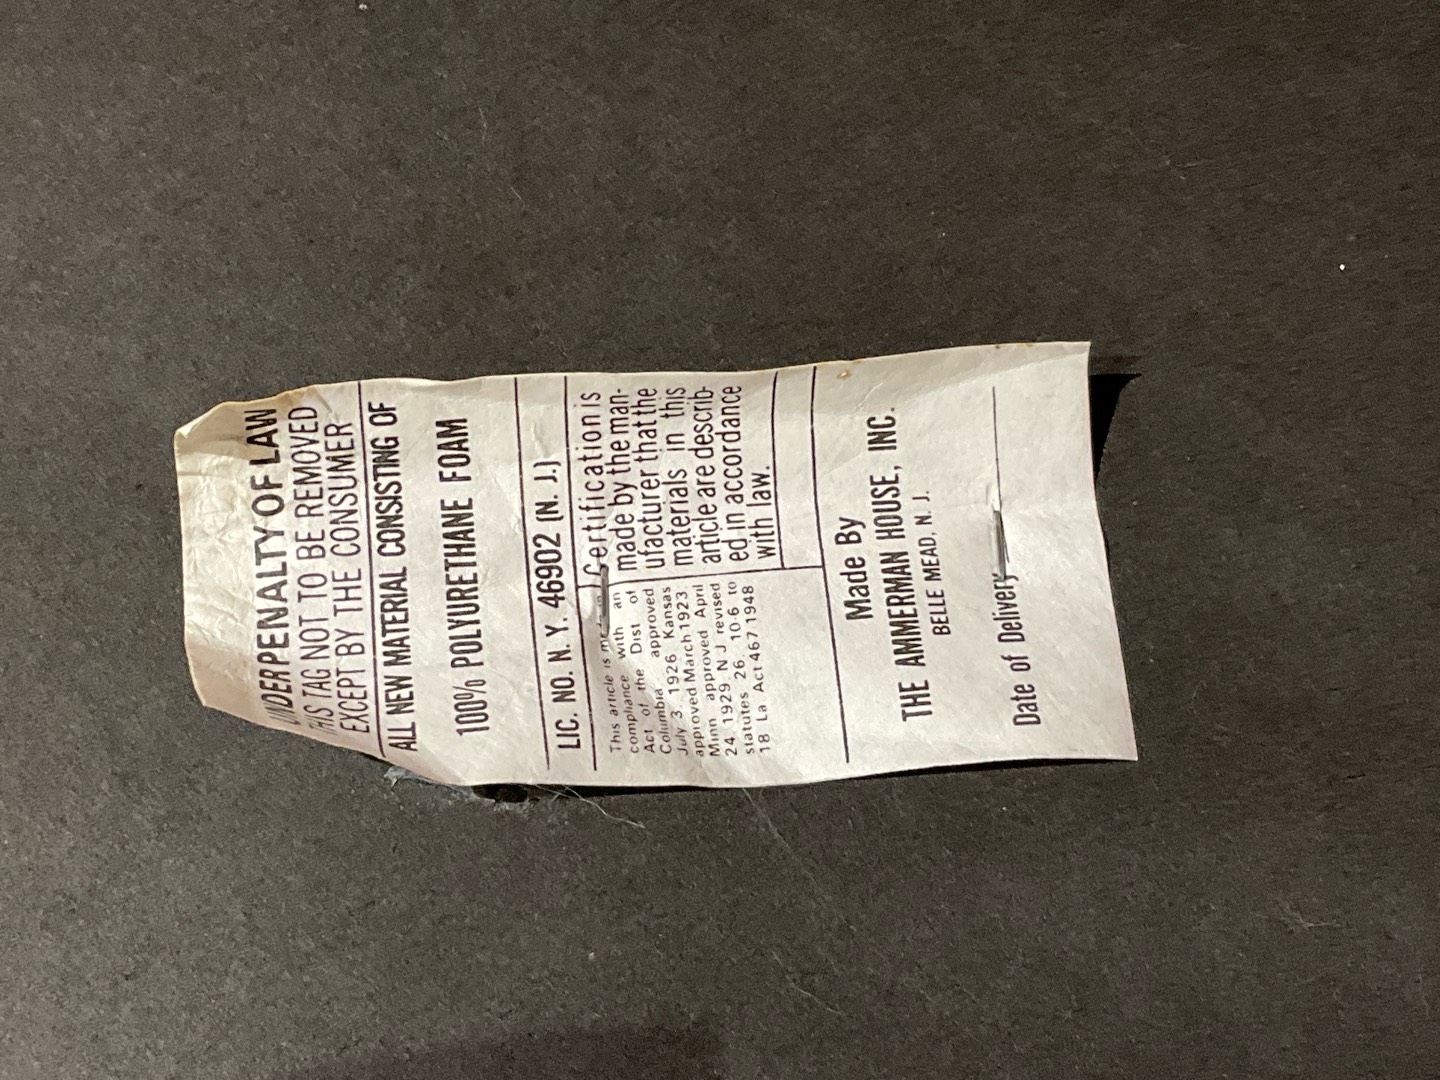 UNDER PENALTY OF LAW
THIS TAG NOT TO BE REMOVED
EXCEPT BY THE CONSUMER
ALL NEW MATERIAL CONSISTING OF
100% POLYURETHANE FOAM
LIC. NO. N. Y. 46902 (N. J.)
This article is
compliance with an
Act of the Dist of
Columbia approved
July 3 1926 Kansas
approved March 1923
Minn approved April
24 1929 N J revised
statutes 26 10·6 to
18 La Act 467 1948
Certification is
made by the man-
ufacturer that the
materials in this
article are describ-
ed in accordance
with law.
Made By
THE AMMERMAN HOUSE, INC.
BELLE MEAD, N. J.
Date of Delivery